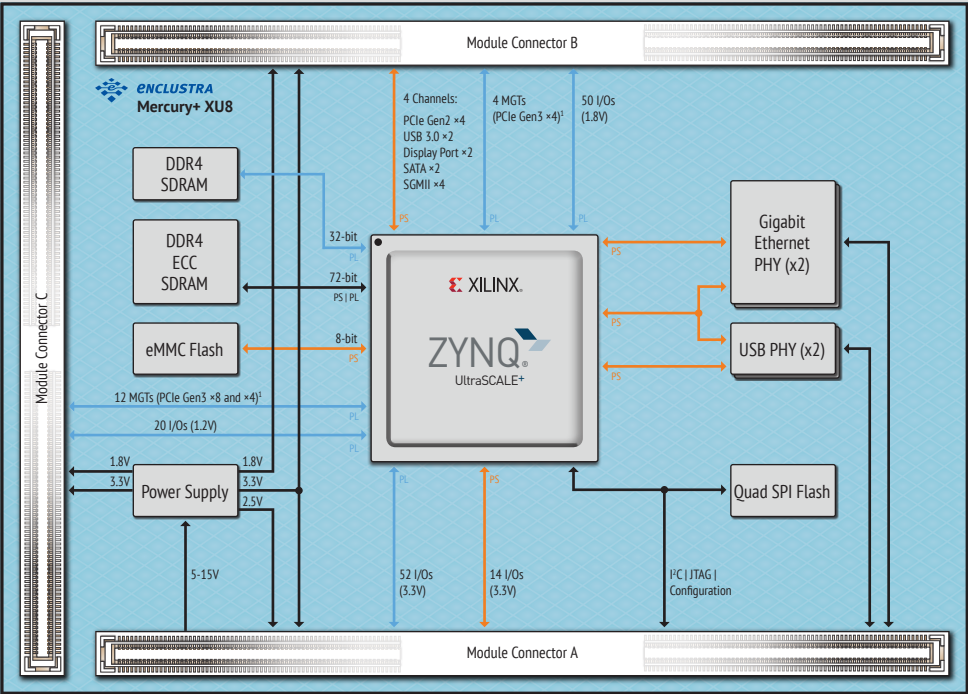 Module Connector B
enclustra
Mercury+ XU8
4 Channels:
PCIe Gen2 ×4
USB 3.0 ×2
Display Port ×2
SATA ×2
SGMII ×4
4 MGTs
(PCIe Gen3 ×4)¹
50 I/Os
(1.8V)
PS
PL
PL
DDR4
SDRAM
32-bit
PL
DDR4
ECC
SDRAM
72-bit
PS | PL
eMMC Flash
8-bit
PS
XILINX®
ZYNQ®
UltraSCALE+
Gigabit
Ethernet
PHY (x2)
PS
PS
USB PHY (x2)
PS
Module Connector C
12 MGTs (PCIe Gen3 ×8 and ×4)¹
PL
20 I/Os (1.2V)
PL
1.8V
3.3V
Power Supply
1.8V
3.3V
2.5V
5-15V
PL
PS
52 I/Os
(3.3V)
14 I/Os
(3.3V)
Quad SPI Flash
I²C | JTAG |
Configuration
Module Connector A